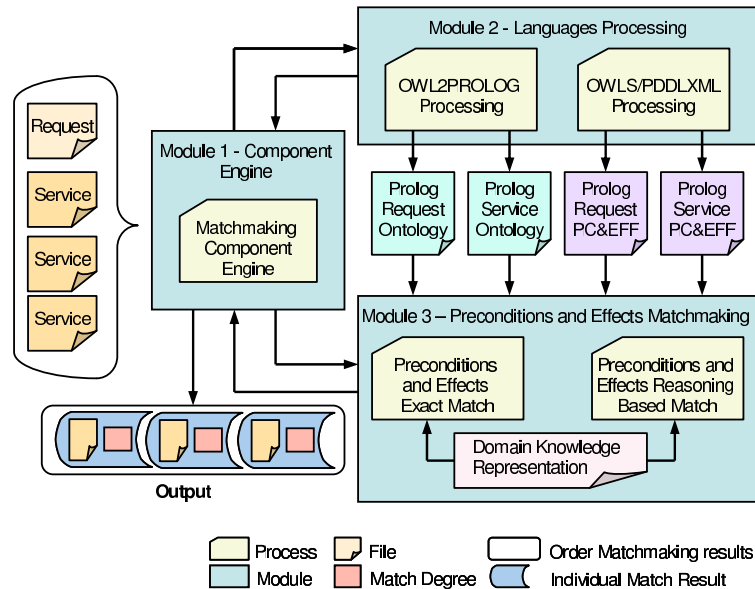 Module 2 - Languages Processing
OWL2PROLOG
Processing
OWLS/PDDLXML
Processing
Request
Service
Service
Service
Module 1 - Component
Engine
Matchmaking
Component
Engine
Prolog
Request
Ontology
Prolog
Service
Ontology
Prolog
Request
PC&EFF
Prolog
Service
PC&EFF
Module 3 – Preconditions and Effects Matchmaking
Preconditions
and Effects
Exact Match
Preconditions and
Effects Reasoning
Based Match
Domain Knowledge
Representation
Output
Process
File
Order Matchmaking results
Module
Match Degree
Individual Match Result